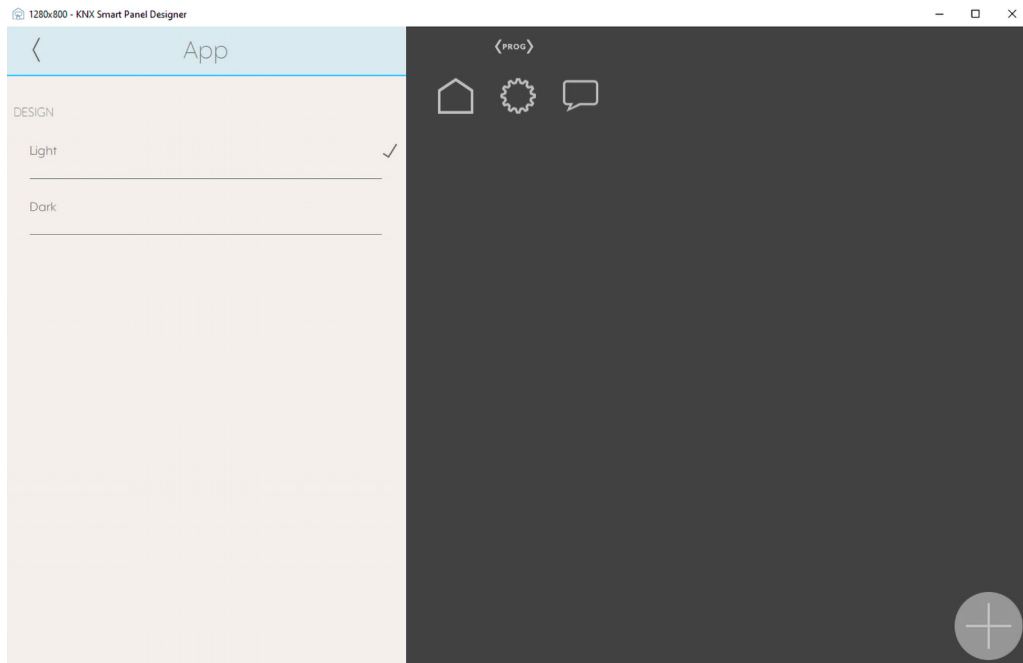 1280x800 - KNX Smart Panel Designer
App
PROG
DESIGN
Light
Dark